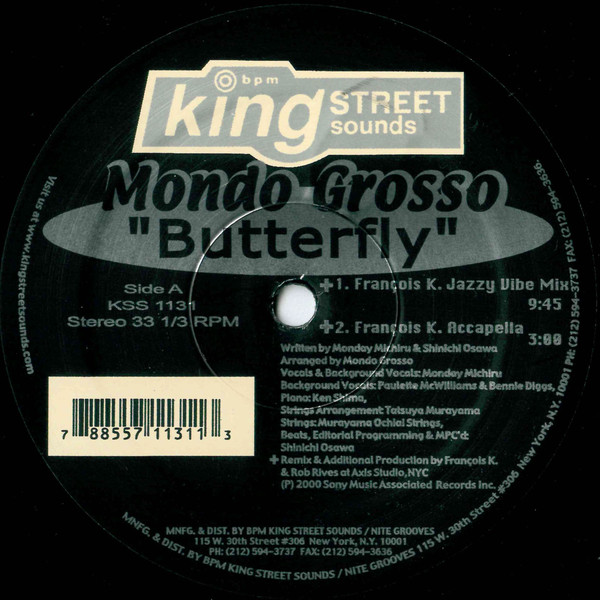 bpm
king STREET
sounds
Mondo Grosso
"Butterfly"
Side A
KSS 1131
Stereo 33 1/3 RPM
+1. François K. Jazzy Vibe Mix
9:45
+2. François K. Accapella
3:00
Written by Monday Michiru & Shinichi Osawa
Arranged by Mondo Grosso
Vocals & Background Vocals: Monday Michiru
Background Vocals: Paulette McWilliams & Bennie Diggs,
Piano: Ken Shima,
Strings Arrangement: Tatsuya Murayama
Strings: Murayama Ochiai Strings,
Beats, Editorial Programming & MPC'd:
Shinichi Osawa
+Remix & Additional Production by François K.
& Rob Rives at Axis Studio, NYC
(P) 2000 Sony Music Associated Records Inc.
7 88557 11311 3
MNFG. & DIST. BY BPM KING STREET SOUNDS / NITE GROOVES
115 W. 30th Street #306 New York, N.Y. 10001
PH: (212) 594-3737 FAX: (212) 594-3636
Visit us at www.kingstreetsounds.com
MNFG. & DIST. BY BPM KING STREET SOUNDS / NITE GROOVES 115 W. 30th Street #306 New York, N.Y. 10001 PH: (212) 594-3737 FAX: (212) 594-3636.